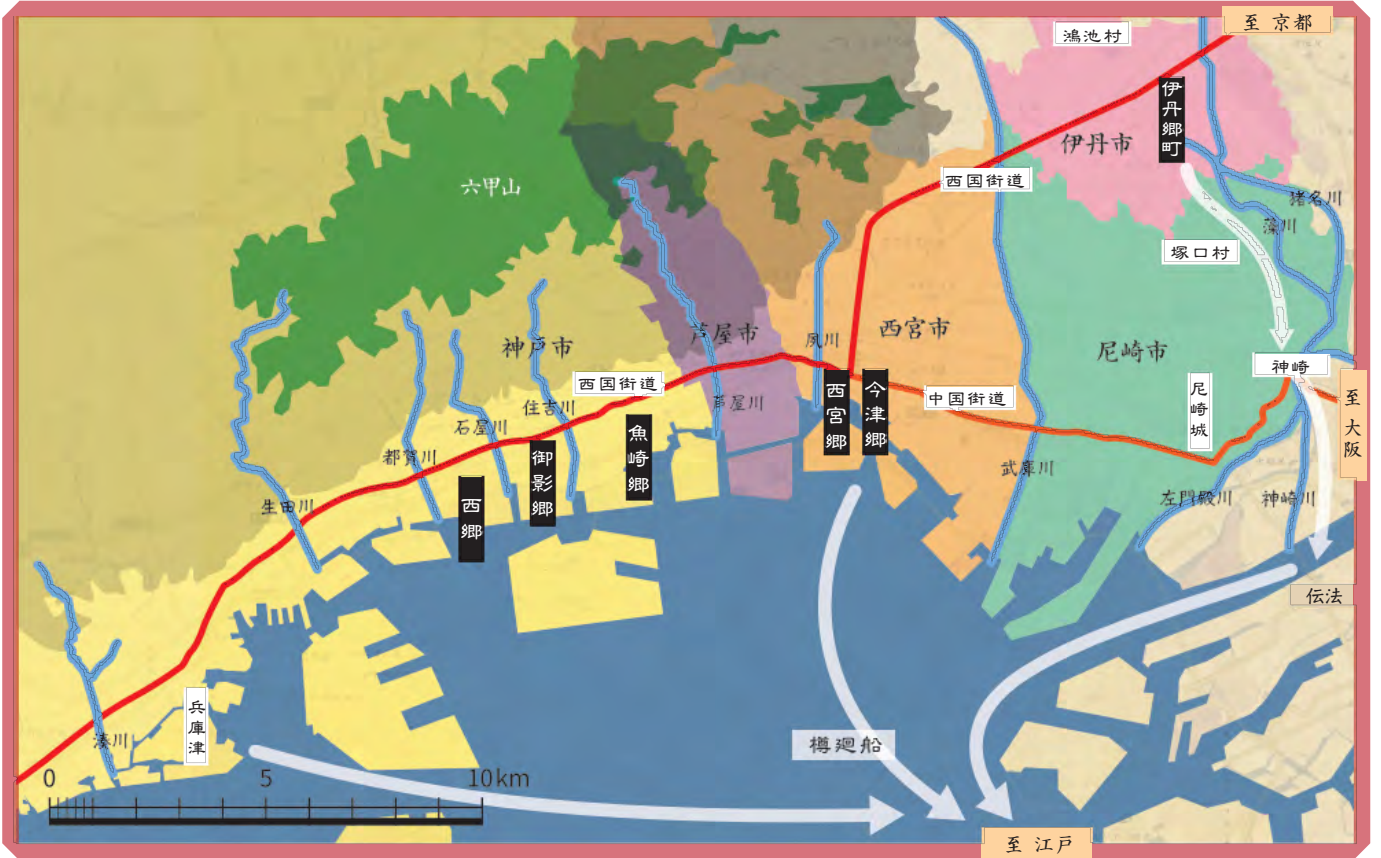 至 京都
鴻池村
伊丹郷町
伊丹市
六甲山
西国街道
猪名川
藻川
塚口村
神戸市
芦屋市
夙川
西宮市
尼崎市
神崎
西国街道
中国街道
尼崎城
至大阪
芦屋川
住吉川
石屋川
都賀川
生田川
西郷
御影郷
魚崎郷
西宮郷
今津郷
武庫川
左門殿川
神崎川
伝法
兵庫津
湊川
樽廻船
0 5 10km
至 江戸